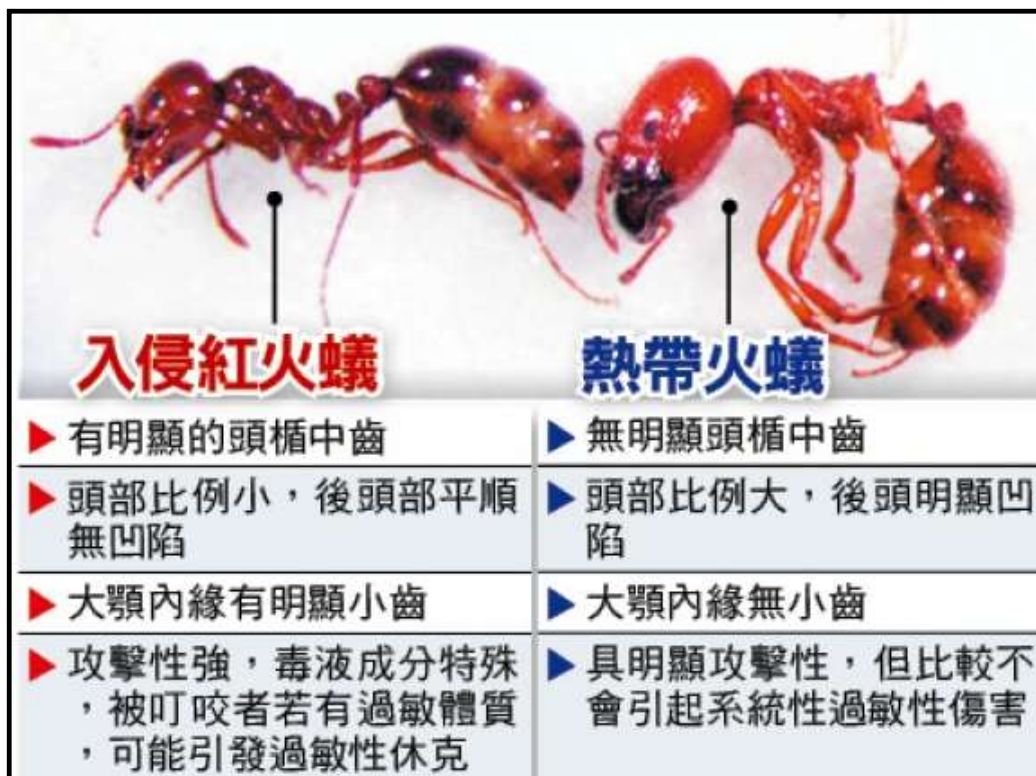 入侵紅火蟻
熱帶火蟻
▶有明顯的頭楯中齒
▶無明顯頭楯中齒
▶頭部比例小，後頭部平順
無凹陷
▶頭部比例大，後頭明顯凹
陷
▶大顎內緣有明顯小齒
▶大顎內緣無小齒
▶攻擊性強，毒液成分特殊
，被叮咬者若有過敏體質
，可能引發過敏性休克
▶具明顯攻擊性，但比較不
會引起系統性過敏性傷害